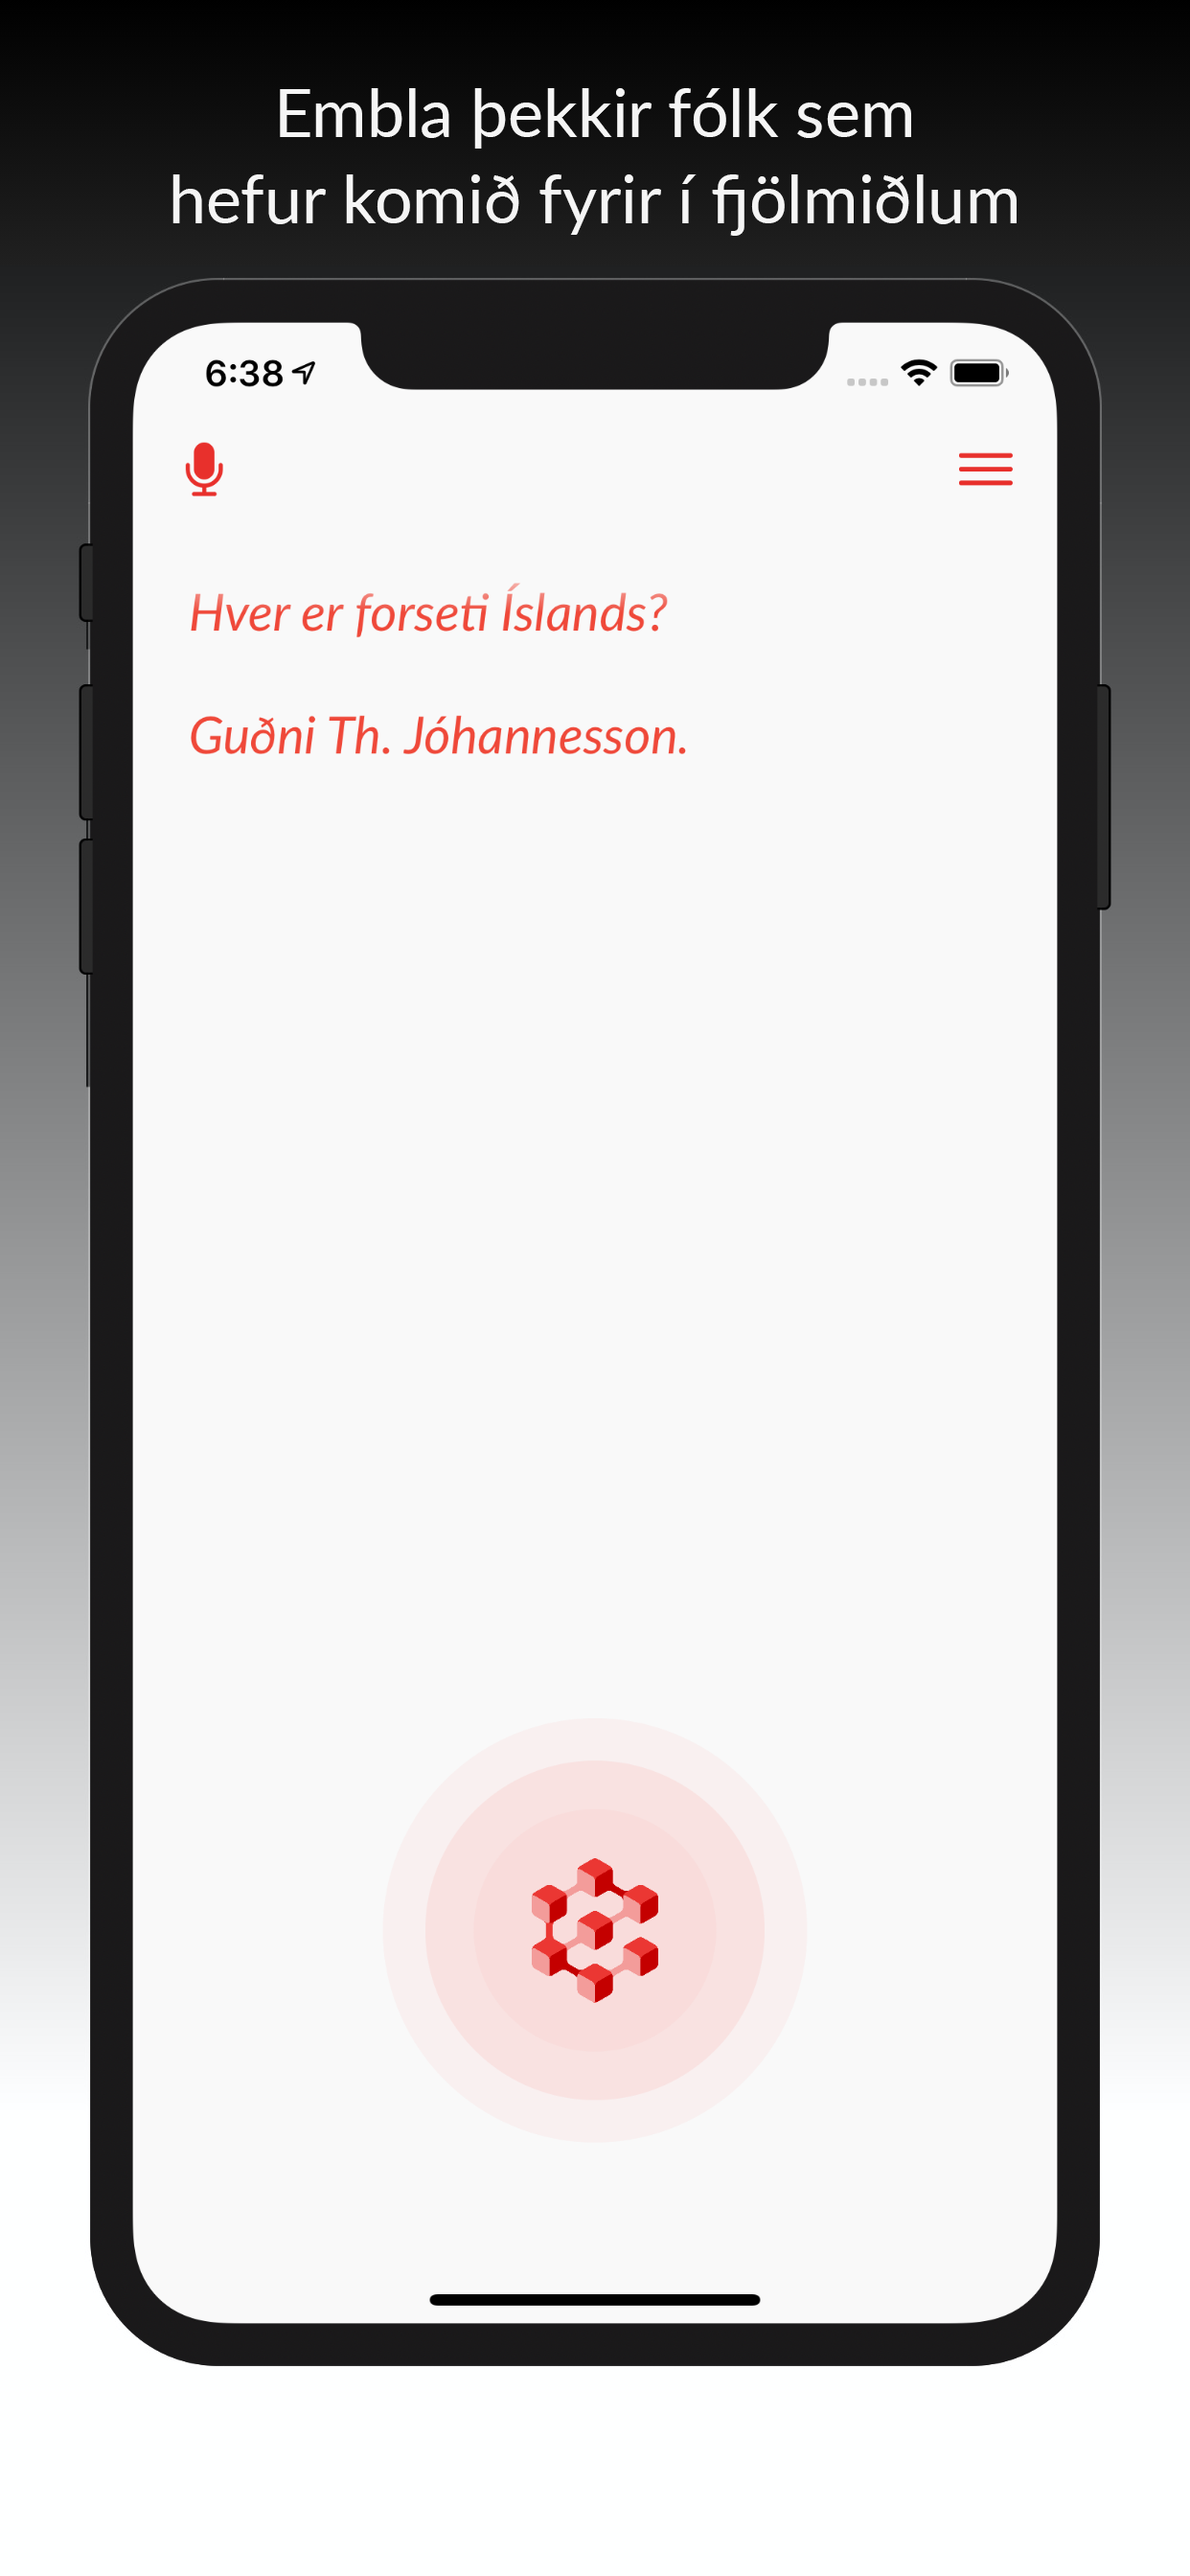 Embla þekkir fólk sem
hefur komið fyrir í fjölmiðlum
6:38
Hver er forseti Íslands?
Guðni Th. Jóhannesson.